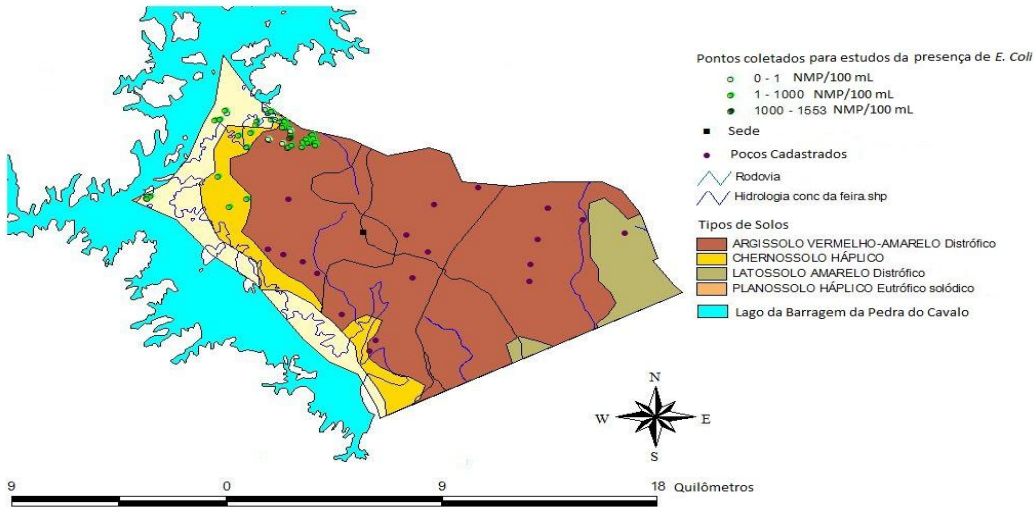 Pontos coletados para estudos da presença de E. Coli
0 - 1 NMP/100 mL
1 - 1000 NMP/100 mL
1000 - 1553 NMP/100 mL
Sede
Poços Cadastrados
Rodovia
Hidrologia conc da feira.shp
Tipos de Solos
ARGISSOLO VERMELHO-AMARELO Distrófico
CHERNOSSOLO HÁPLICO
LATOSSOLO AMARELO Distrófico
PLANOSSOLO HÁPLICO Eutrófico solódico
Lago da Barragem da Pedra do Cavalo
N
W E
S
9 0 9 18 Quilômetros